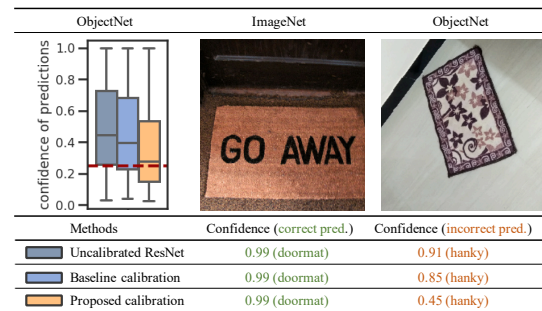 ObjectNet ImageNet ObjectNet
confidence of predictions
1.0
0.8
0.6
0.4
0.2
0.0
GO AWAY
Methods Confidence (correct pred.) Confidence (incorrect pred.)
Uncalibrated ResNet 0.99 (doormat) 0.91 (hanky)
Baseline calibration 0.99 (doormat) 0.85 (hanky)
Proposed calibration 0.99 (doormat) 0.45 (hanky)